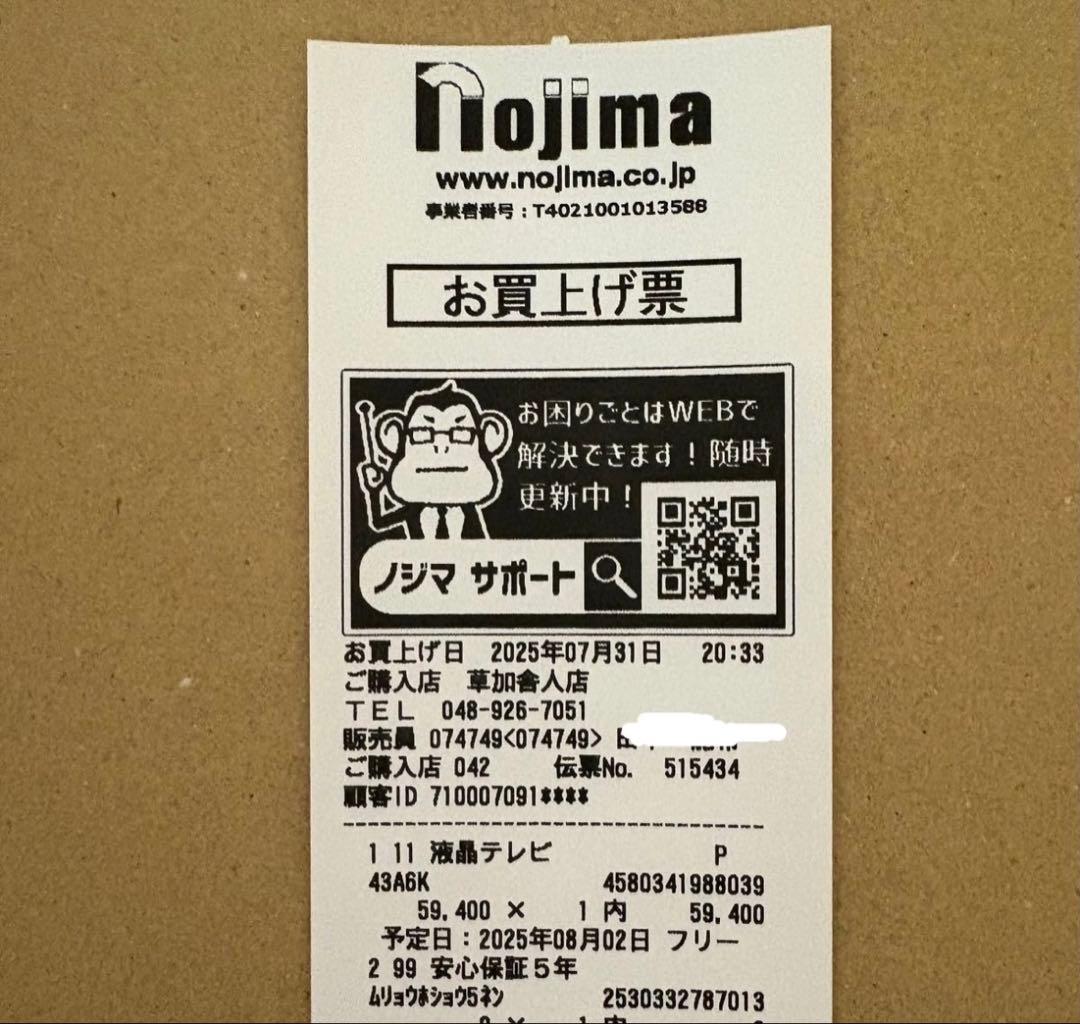 nojima
www.nojima.co.jp
事業者番号：T4021001013588
お買上げ票
お困りごとはWEBで
解決できます！随時
更新中！
ノジマ サポート
お買上げ日 2025年07月31日 20:33
ご購入店 草加舎人店
ＴＥＬ 048-926-7051
販売員 074749<074749>
ご購入店 042 伝票No. 515434
顧客ID 710007091****
1 11 液晶テレビ P
43A6K 4580341988039
59,400 × 1 内 59,400
予定日：2025年08月02日 フリー
2 99 安心保証５年
ﾑﾘｮｳﾎｼｮｳ5ﾈﾝ 2530332787013